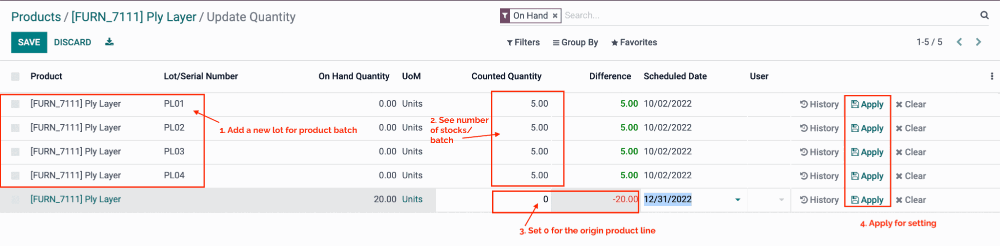 Products / [FURN_7111] Ply Layer / Update Quantity
On Hand × Search...
SAVE DISCARD
Filters Group By Favorites
1-5 / 5
Product Lot/Serial Number On Hand Quantity UoM Counted Quantity Difference Scheduled Date User
[FURN_7111] Ply Layer PL01 0.00 Units 5.00 5.00 10/02/2022 History Apply Clear
[FURN_7111] Ply Layer PL02 0.00 Units 5.00 5.00 10/02/2022 History Apply Clear
[FURN_7111] Ply Layer PL03 0.00 Units 5.00 5.00 10/02/2022 History Apply Clear
[FURN_7111] Ply Layer PL04 0.00 Units 5.00 5.00 10/02/2022 History Apply Clear
[FURN_7111] Ply Layer 20.00 Units 0 -20.00 12/31/2022 History Apply Clear
1. Add a new lot for product batch
2. See number
of stocks/
batch
3. Set 0 for the origin product line
4. Apply for setting